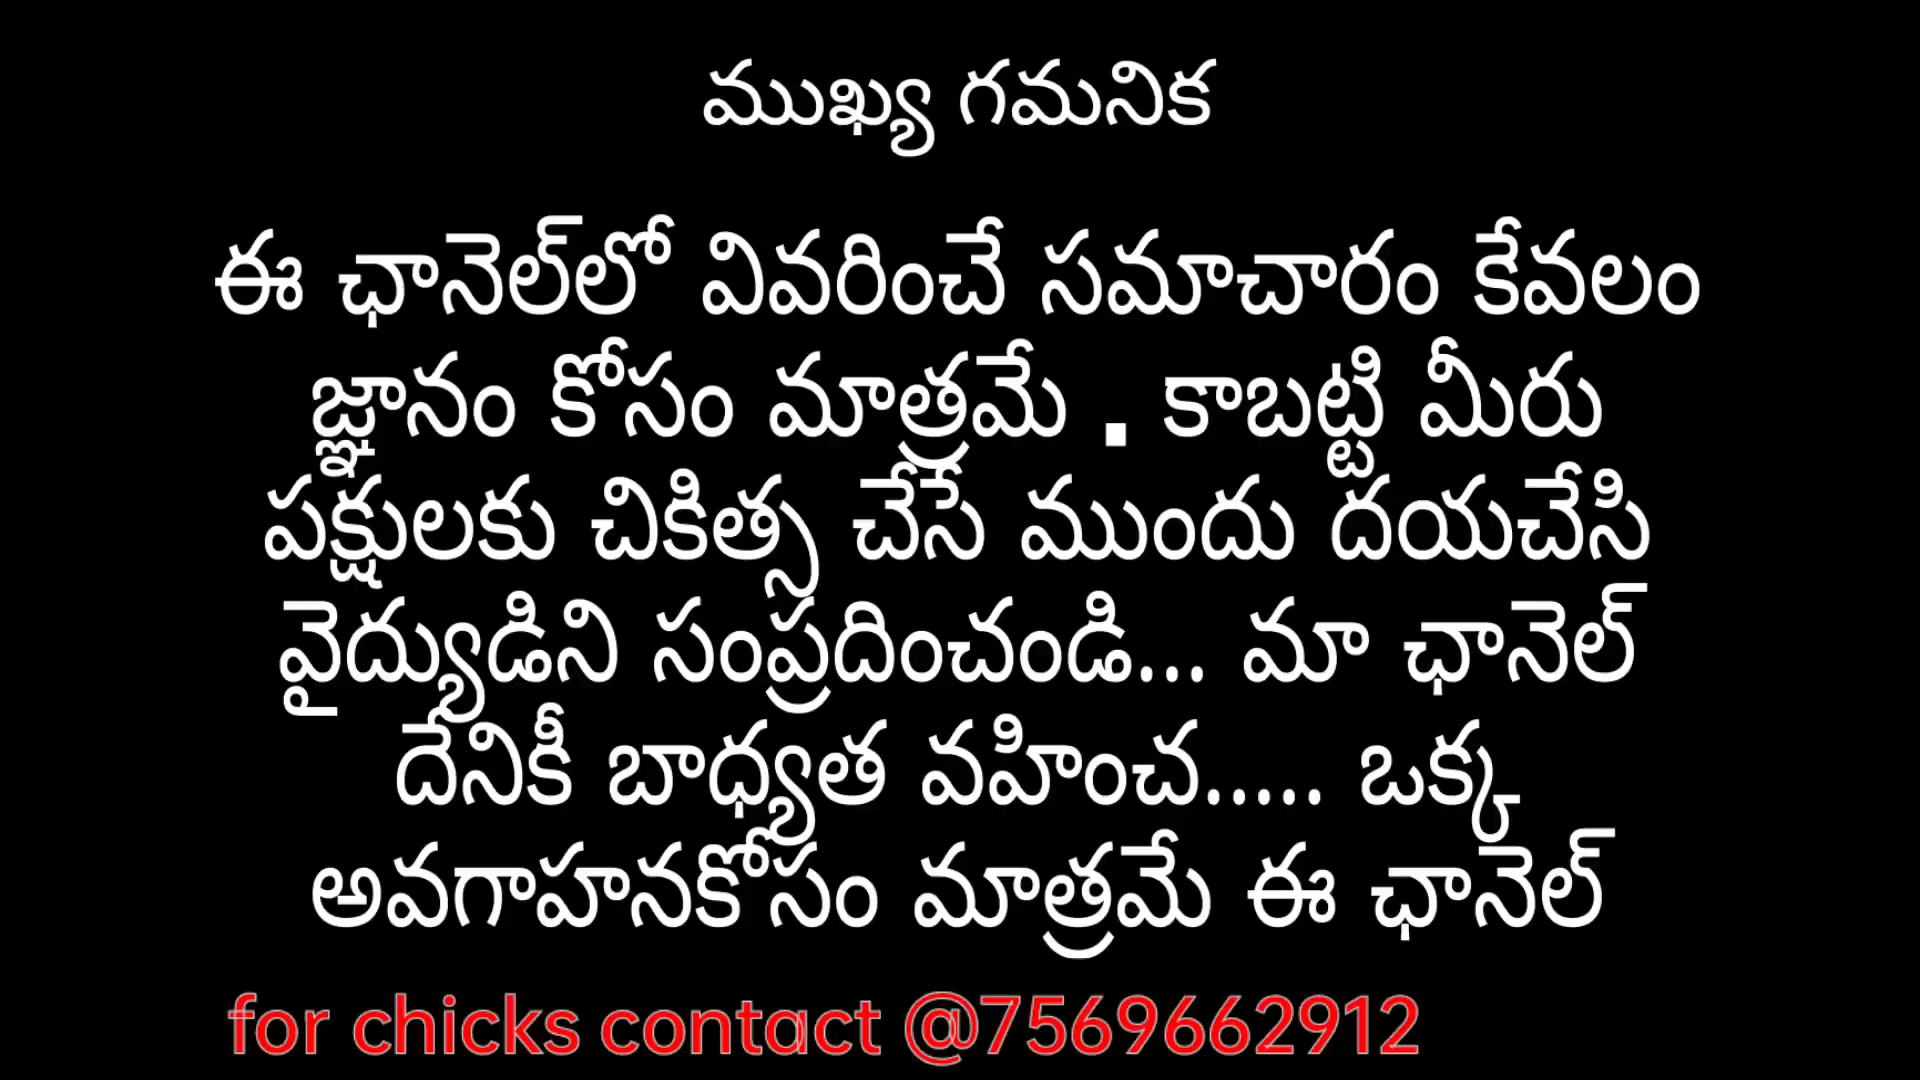 ముఖ్య గమనిక
ఈ ఛానెల్‌లో వివరించే సమాచారం కేవలం
జ్ఞానం కోసం మాత్రమే . కాబట్టి మీరు
పక్షులకు చికిత్స చేసే ముందు దయచేసి
వైద్యుడిని సంప్రదించండి... మా ఛానెల్
దేనికీ బాధ్యత వహించ..... ఒక్క
అవగాహనకోసం మాత్రమే ఈ ఛానెల్
for chicks contact @7569662912